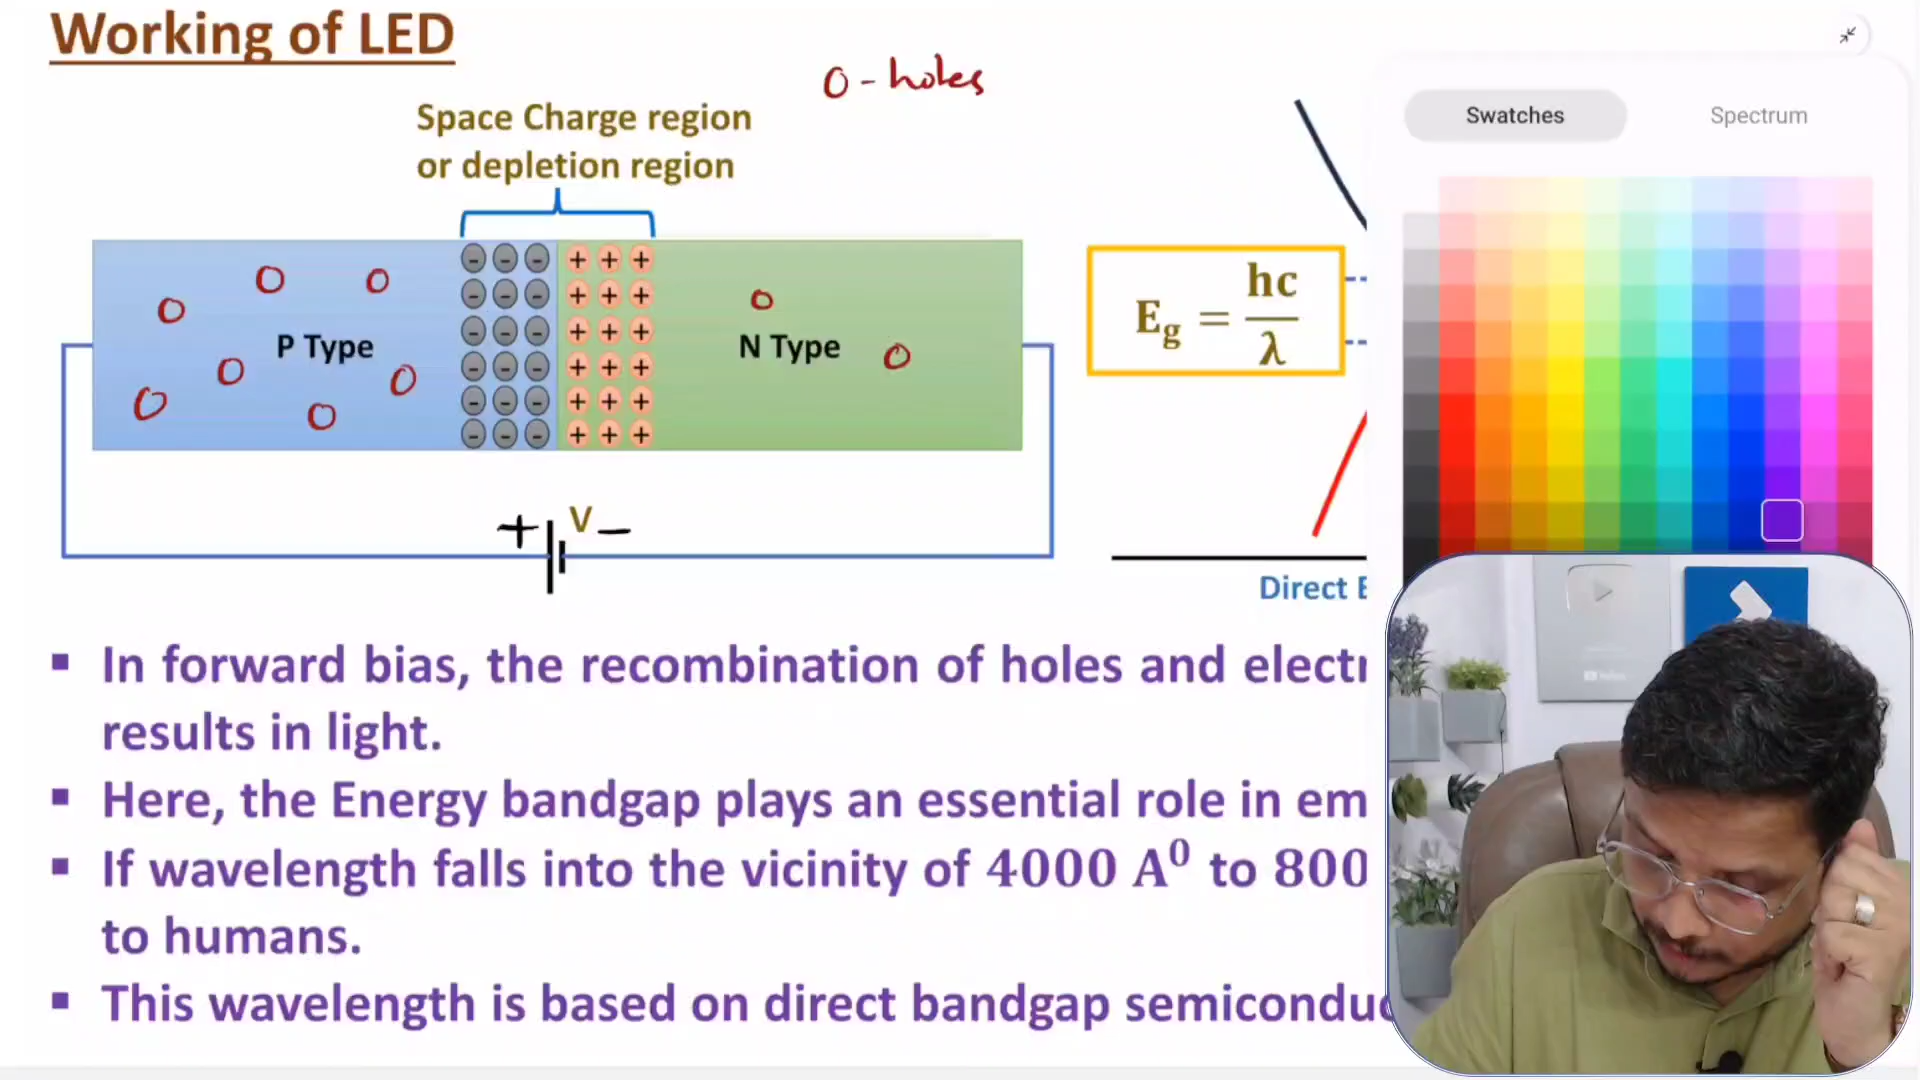 Working of LED
O - holes
Space Charge region
or depletion region
Swatches
Spectrum
P Type
N Type
E_g = hc/λ
+ V −
Direct
▪ In forward bias, the recombination of holes and electr
results in light.
▪ Here, the Energy bandgap plays an essential role in em
▪ If wavelength falls into the vicinity of 4000 A⁰ to 800
to humans.
▪ This wavelength is based on direct bandgap semiconduc